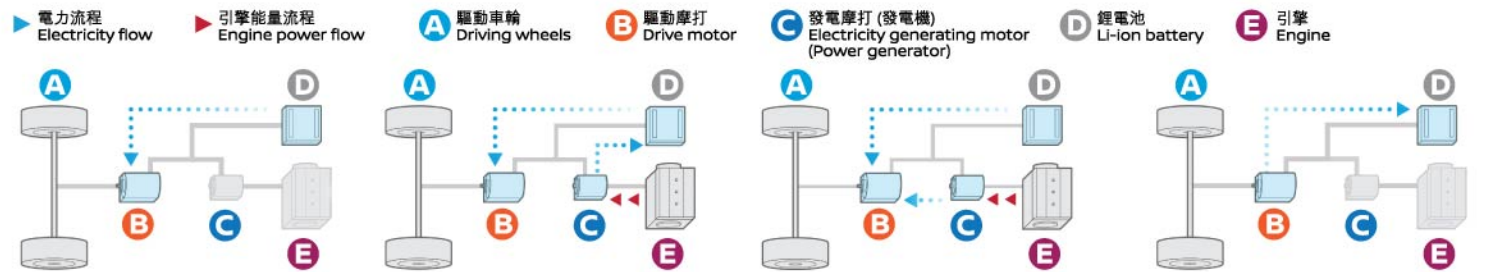 電力流程
Electricity flow
引擎能量流程
Engine power flow
A
驅動車輪
Driving wheels
B
驅動摩打
Drive motor
C
發電摩打 (發電機)
Electricity generating motor
(Power generator)
D
鋰電池
Li-ion battery
E
引擎
Engine
A
D
B
C
E
A
D
B
C
E
A
D
B
C
E
A
D
B
C
E